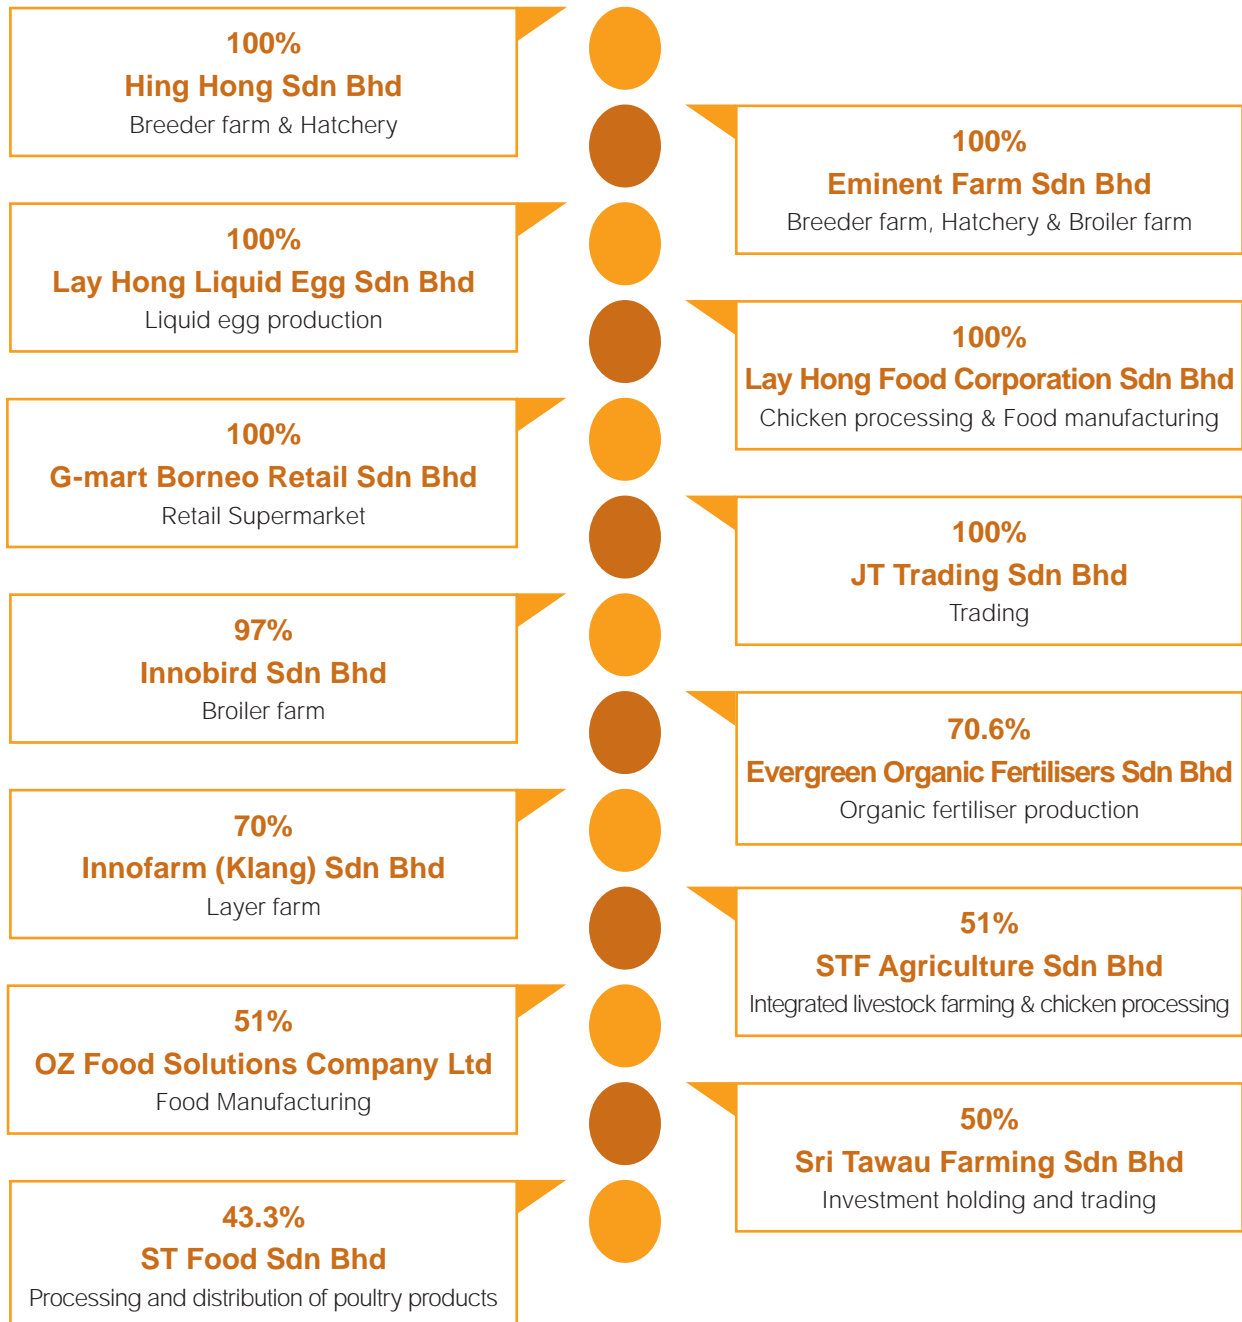 100%
Hing Hong Sdn Bhd
Breeder farm & Hatchery
100%
Eminent Farm Sdn Bhd
Breeder farm, Hatchery & Broiler farm
100%
Lay Hong Liquid Egg Sdn Bhd
Liquid egg production
100%
Lay Hong Food Corporation Sdn Bhd
Chicken processing & Food manufacturing
100%
G-mart Borneo Retail Sdn Bhd
Retail Supermarket
100%
JT Trading Sdn Bhd
Trading
97%
Innobird Sdn Bhd
Broiler farm
70.6%
Evergreen Organic Fertilisers Sdn Bhd
Organic fertiliser production
70%
Innofarm (Klang) Sdn Bhd
Layer farm
51%
STF Agriculture Sdn Bhd
Integrated livestock farming & chicken processing
51%
OZ Food Solutions Company Ltd
Food Manufacturing
50%
Sri Tawau Farming Sdn Bhd
Investment holding and trading
43.3%
ST Food Sdn Bhd
Processing and distribution of poultry products